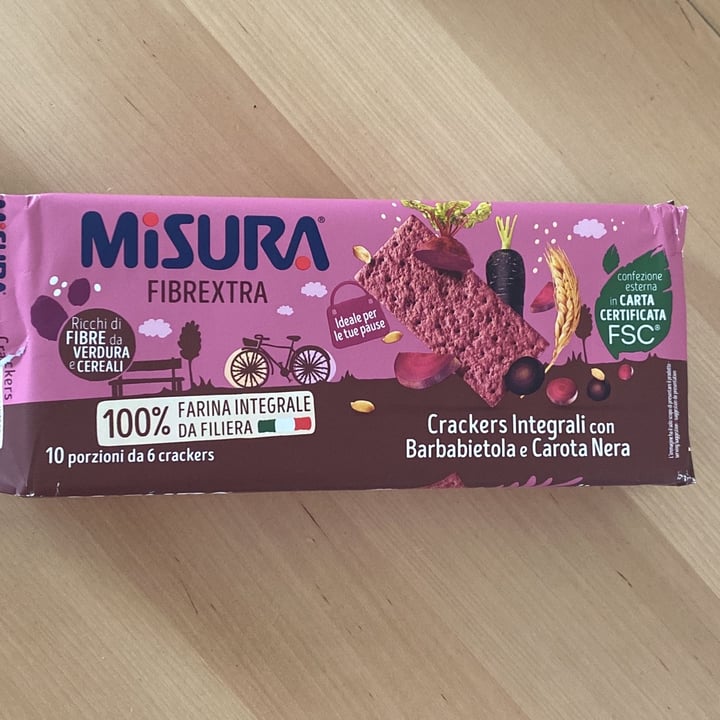 MiSURA®
FIBREXTRA
Ricchi di
FIBRE da
VERDURA
e CEREALI
Ideale per
le tue pause
confezione
esterna
in CARTA
CERTIFICATA
FSC®
100% FARINA INTEGRALE
DA FILIERA
10 porzioni da 6 crackers
Crackers Integrali con
Barbabietola e Carota Nera
MiSURA
Crackers